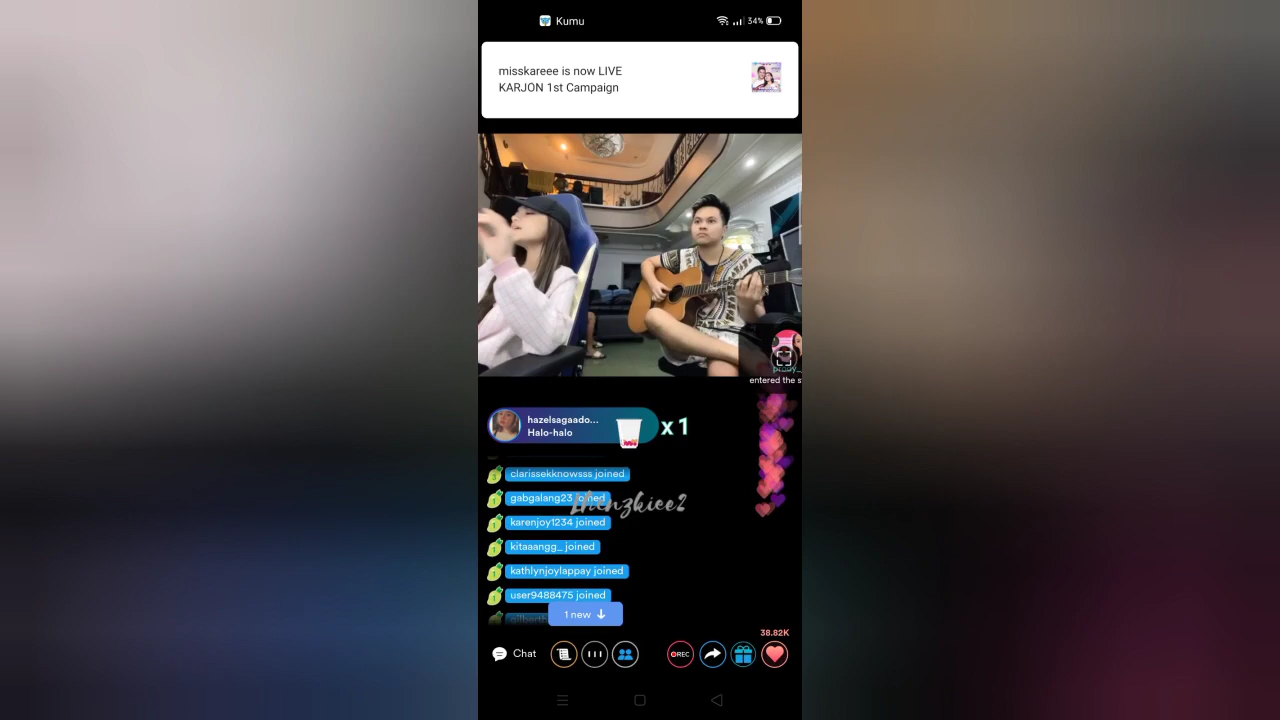 Kumu
34%
misskareee is now LIVE
KARJON 1st Campaign
entered the s
hazelsagaado...
Halo-halo
x 1
clarissekknowsss joined
gabgalang23 joined
karenjoy1234 joined
kitaaangg_ joined
kathlynjoylappay joined
user9488475 joined
1 new
38.82K
Chat
REC